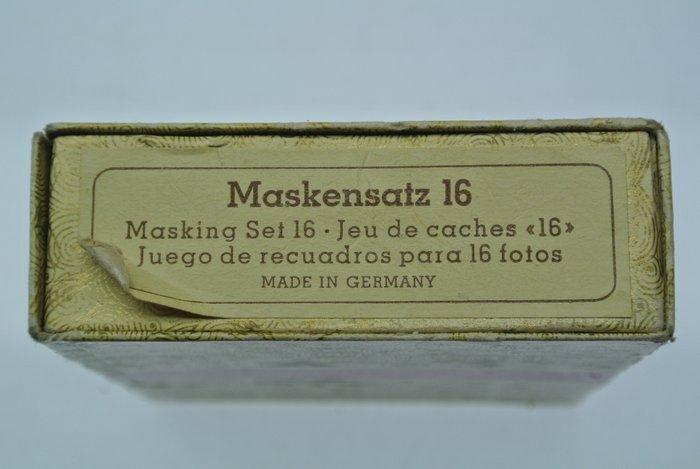 Maskensatz 16
Masking Set 16 · Jeu de caches «16»
Juego de recuadros para 16 fotos
MADE IN GERMANY